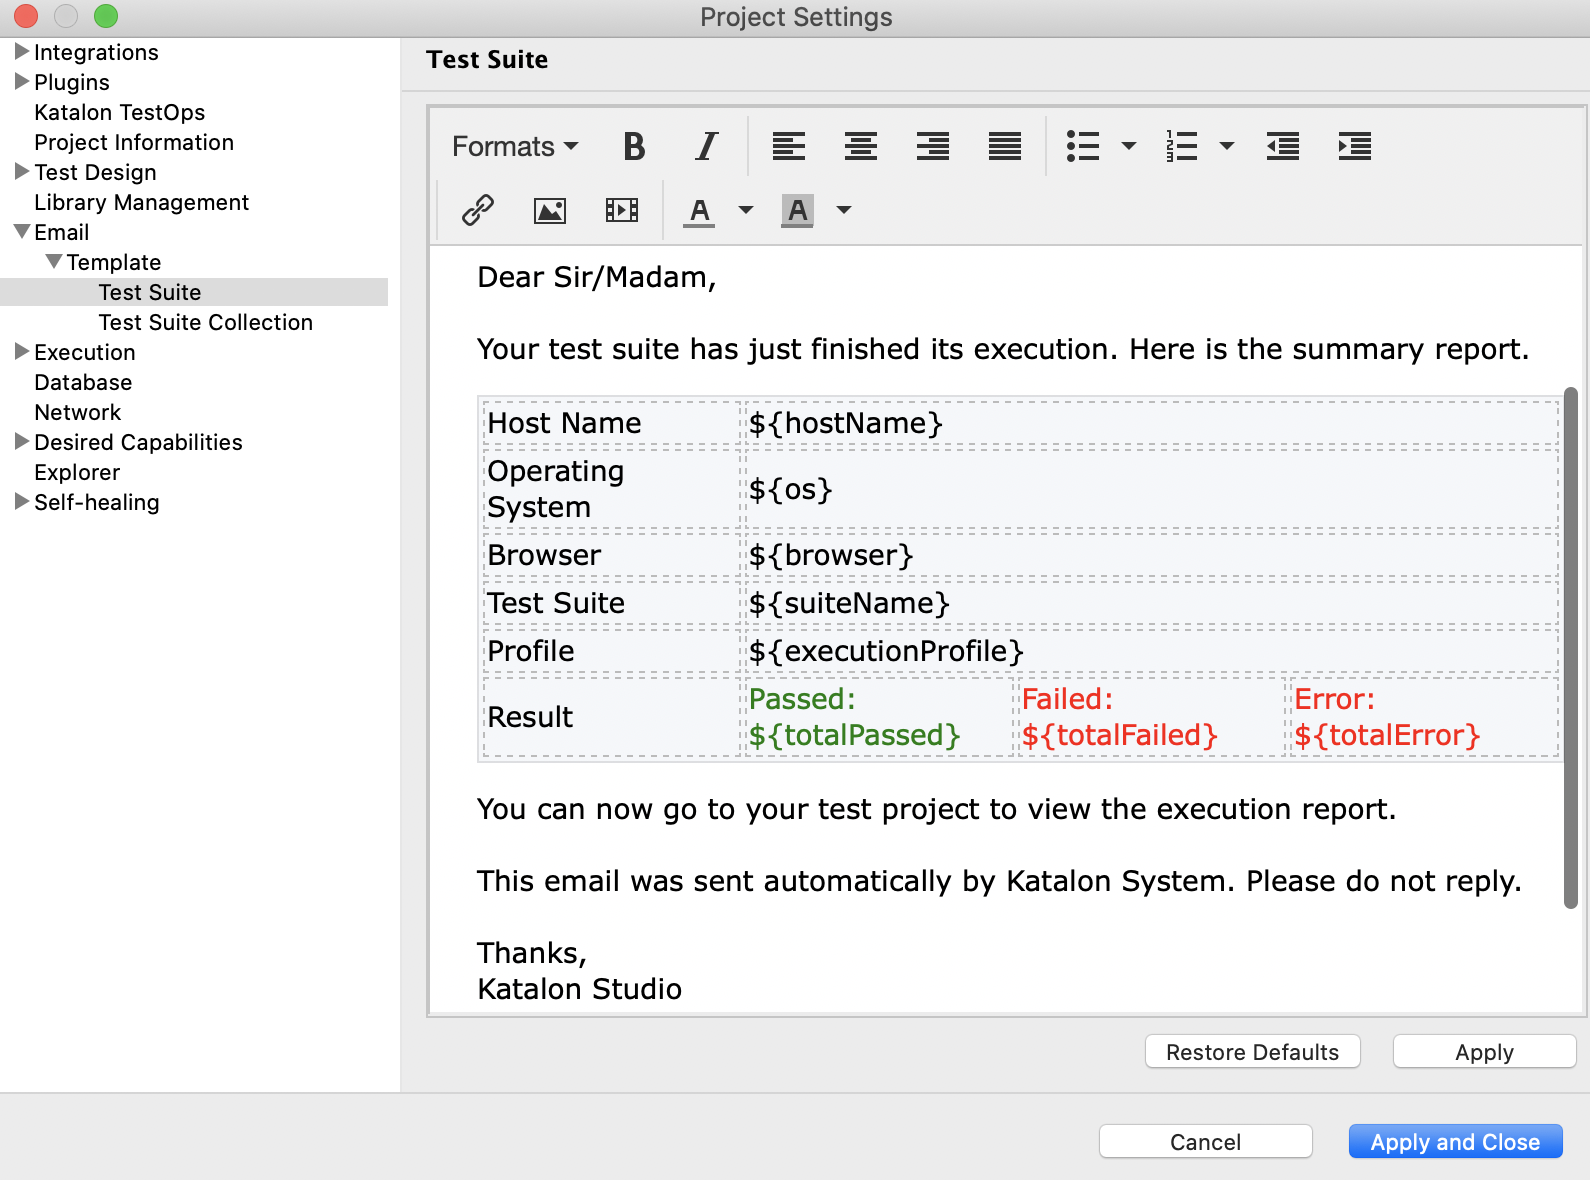 Project Settings
Integrations
Plugins
Katalon TestOps
Project Information
Test Design
Library Management
Email
Template
Test Suite
Test Suite Collection
Execution
Database
Network
Desired Capabilities
Explorer
Self-healing
Test Suite
Formats B I
A A
Dear Sir/Madam,
Your test suite has just finished its execution. Here is the summary report.
Host Name ${hostName}
Operating
System ${os}
Browser ${browser}
Test Suite ${suiteName}
Profile ${executionProfile}
Result Passed: Failed: Error:
${totalPassed} ${totalFailed} ${totalError}
You can now go to your test project to view the execution report.
This email was sent automatically by Katalon System. Please do not reply.
Thanks,
Katalon Studio
Restore Defaults Apply
Cancel Apply and Close